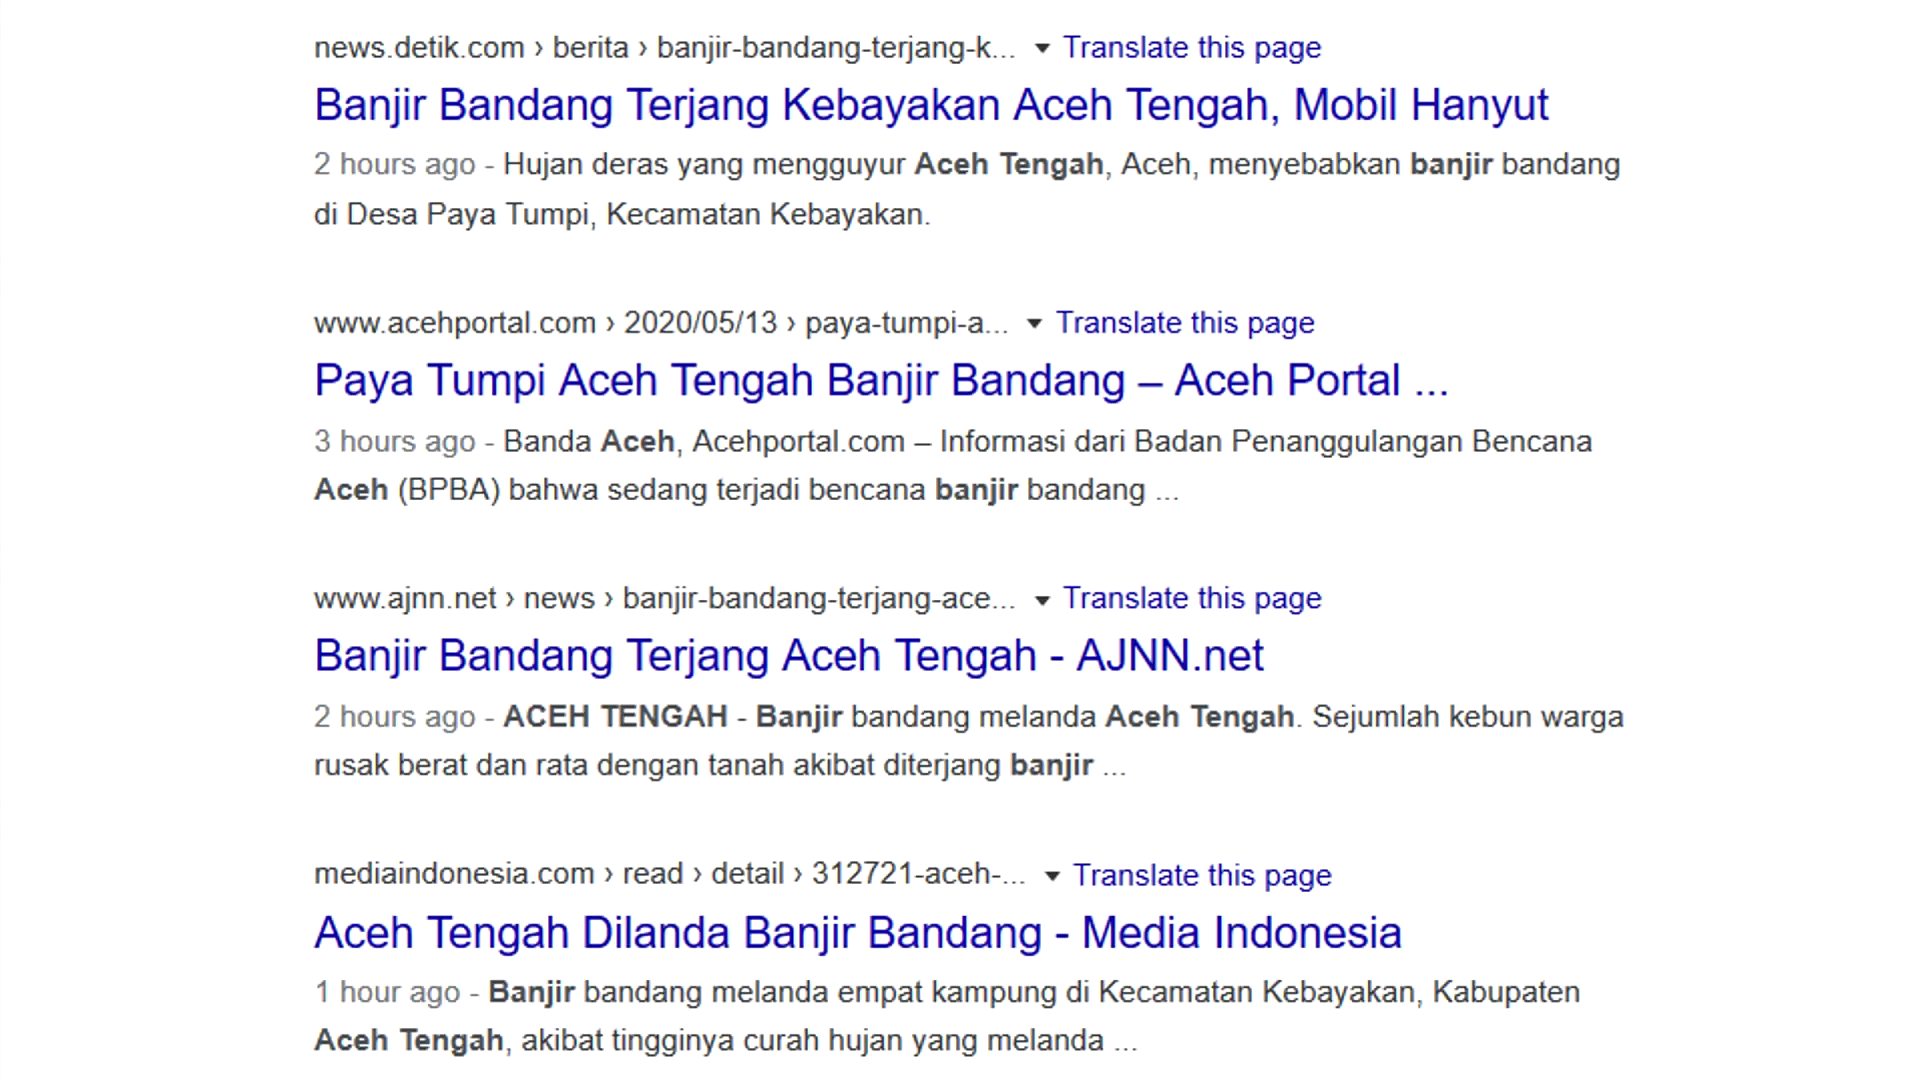 news.detik.com › berita › banjir-bandang-terjang-k... ▾ Translate this page
Banjir Bandang Terjang Kebayakan Aceh Tengah, Mobil Hanyut
2 hours ago - Hujan deras yang mengguyur Aceh Tengah, Aceh, menyebabkan banjir bandang
di Desa Paya Tumpi, Kecamatan Kebayakan.
www.acehportal.com › 2020/05/13 › paya-tumpi-a... ▾ Translate this page
Paya Tumpi Aceh Tengah Banjir Bandang – Aceh Portal ...
3 hours ago - Banda Aceh, Acehportal.com – Informasi dari Badan Penanggulangan Bencana
Aceh (BPBA) bahwa sedang terjadi bencana banjir bandang ...
www.ajnn.net › news › banjir-bandang-terjang-ace... ▾ Translate this page
Banjir Bandang Terjang Aceh Tengah - AJNN.net
2 hours ago - ACEH TENGAH - Banjir bandang melanda Aceh Tengah. Sejumlah kebun warga
rusak berat dan rata dengan tanah akibat diterjang banjir ...
mediaindonesia.com › read › detail › 312721-aceh-... ▾ Translate this page
Aceh Tengah Dilanda Banjir Bandang - Media Indonesia
1 hour ago - Banjir bandang melanda empat kampung di Kecamatan Kebayakan, Kabupaten
Aceh Tengah, akibat tingginya curah hujan yang melanda ...